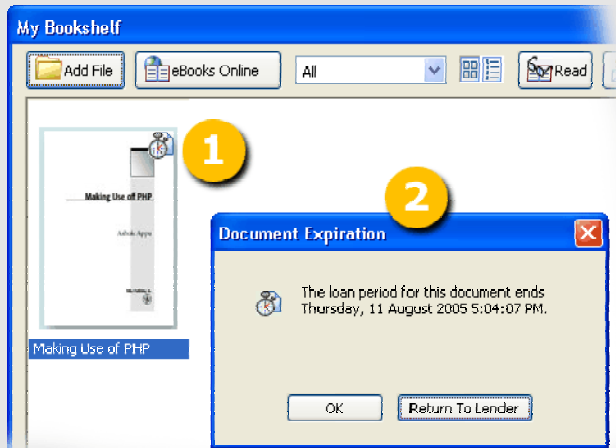 My Bookshelf
Add File
eBooks Online
All
Read
1
Making Use of PHP
Ashok Appu
2
Document Expiration
The loan period for this document ends
Thursday, 11 August 2005 5:04:07 PM.
Making Use of PHP
OK
Return To Lender